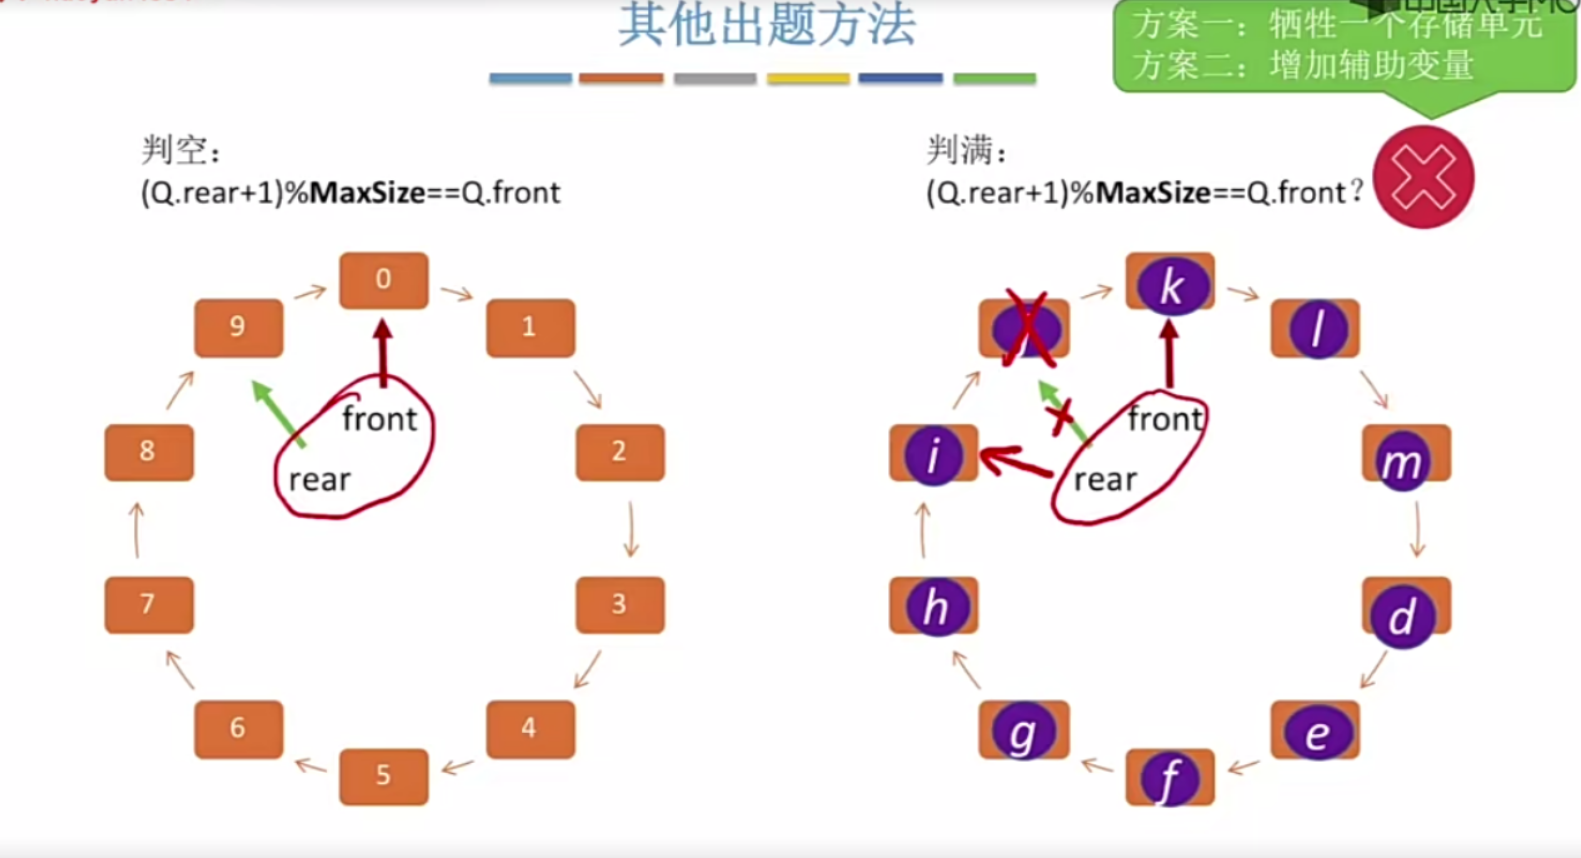 其他出题方法
方案一：牺牲一个存储单元
方案二：增加辅助变量
判空：
(Q.rear+1)%MaxSize==Q.front
判满：
(Q.rear+1)%MaxSize==Q.front？
0
1
2
3
4
5
6
7
8
9
front
rear
k
l
m
d
e
f
g
h
i
front
rear